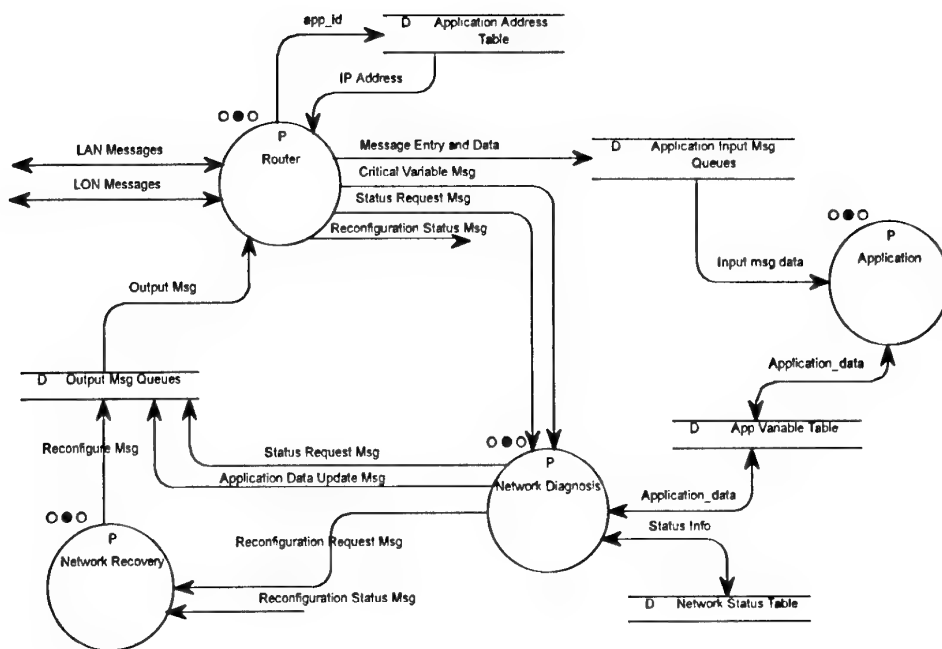 app_id
D Application Address
Table
IP Address
P
Router
LAN Messages
LON Messages
Message Entry and Data
Critical Variable Msg
Status Request Msg
Reconfiguration Status Msg
D Application Input Msg
Queues
P
Application
Input msg data
Output Msg
D Output Msg Queues
Application_data
D App Variable Table
Reconfigure Msg
Status Request Msg
Application Data Update Msg
P
Network Diagnosis
Application_data
Status Info
P
Network Recovery
Reconfiguration Request Msg
Reconfiguration Status Msg
D Network Status Table